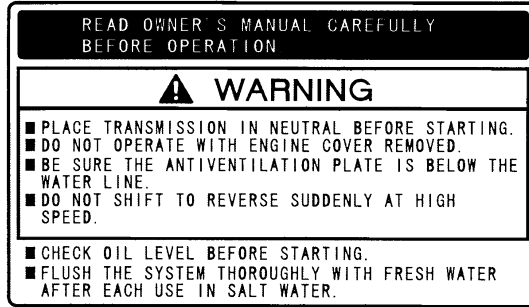 READ OWNER'S MANUAL CAREFULLY
BEFORE OPERATION
WARNING
■ PLACE TRANSMISSION IN NEUTRAL BEFORE STARTING.
■ DO NOT OPERATE WITH ENGINE COVER REMOVED.
■ BE SURE THE ANTIVENTILATION PLATE IS BELOW THE
WATER LINE.
■ DO NOT SHIFT TO REVERSE SUDDENLY AT HIGH
SPEED.
■ CHECK OIL LEVEL BEFORE STARTING.
■ FLUSH THE SYSTEM THOROUGHLY WITH FRESH WATER
AFTER EACH USE IN SALT WATER.